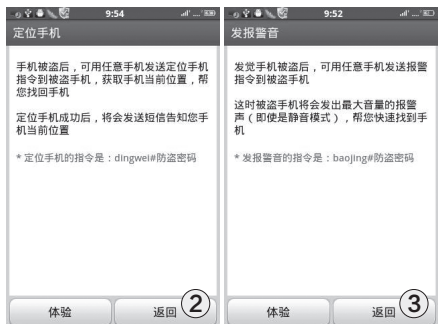 9:54
定位手机
手机被盗后，可用任意手机发送定位手机
指令到被盗手机，获取手机当前位置，帮
您找回手机
定位手机成功后，将会发送短信告知您手
机当前位置
* 定位手机的指令是：dingwei#防盗密码
体验
返回
②
9:52
发报警音
发觉手机被盗后，可用任意手机发送报警
指令到被盗手机
这时被盗手机将会发出最大音量的报警
声（即使是静音模式），帮您快速找到手
机
* 发报警音的指令是：baojing#防盗密码
体验
返回
③